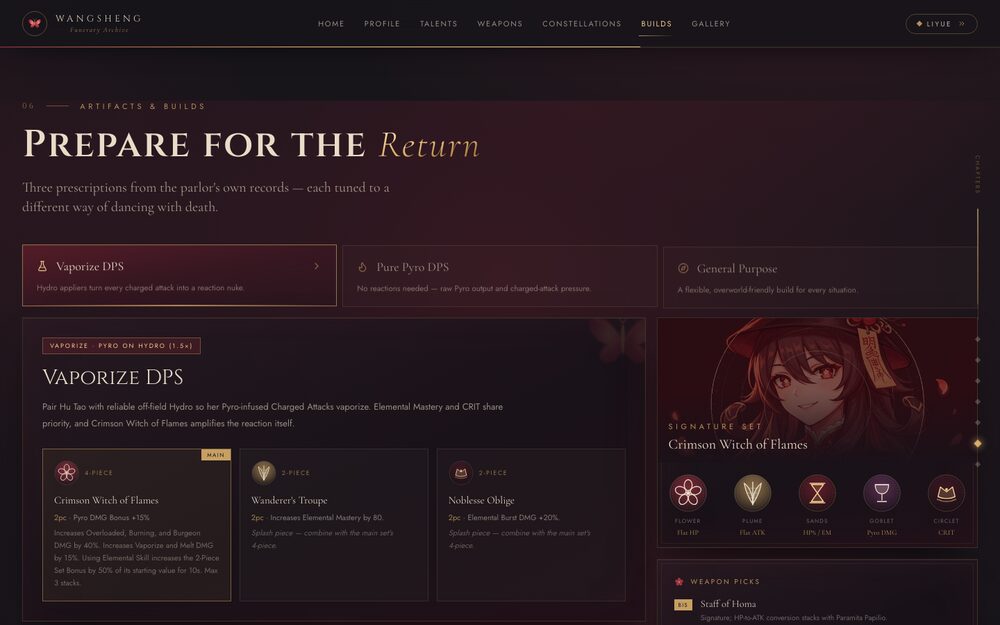 WANGSHENG
Funerary Archive
HOME PROFILE TALENTS WEAPONS CONSTELLATIONS BUILDS GALLERY
LIYUE
06 ARTIFACTS & BUILDS
PREPARE FOR THE Return
Three prescriptions from the parlor's own records — each tuned to a
different way of dancing with death.
CHAPTERS
Vaporize DPS
Hydro appliers turn every charged attack into a reaction nuke.
Pure Pyro DPS
No reactions needed — raw Pyro output and charged-attack pressure.
General Purpose
A flexible, overworld-friendly build for every situation.
VAPORIZE · PYRO ON HYDRO (1.5×)
VAPORIZE DPS
Pair Hu Tao with reliable off-field Hydro so her Pyro-infused Charged Attacks vaporize. Elemental Mastery and CRIT share
priority, and Crimson Witch of Flames amplifies the reaction itself.
MAIN
4-PIECE
Crimson Witch of Flames
2pc · Pyro DMG Bonus +15%
Increases Overloaded, Burning, and Burgeon
DMG by 40%. Increases Vaporize and Melt DMG
by 15%. Using Elemental Skill increases the 2-Piece
Set Bonus by 50% of its starting value for 10s. Max
3 stacks.
2-PIECE
Wanderer's Troupe
2pc · Increases Elemental Mastery by 80.
Splash piece — combine with the main set's
4-piece.
2-PIECE
Noblesse Oblige
2pc · Elemental Burst DMG +20%.
Splash piece — combine with the main set's
4-piece.
SIGNATURE SET
Crimson Witch of Flames
FLOWER PLUME SANDS GOBLET CIRCLET
Flat HP Flat ATK HP% / EM Pyro DMG CRIT
WEAPON PICKS
BIS Staff of Homa
Signature; HP-to-ATK conversion stacks with Paramita Papilio.